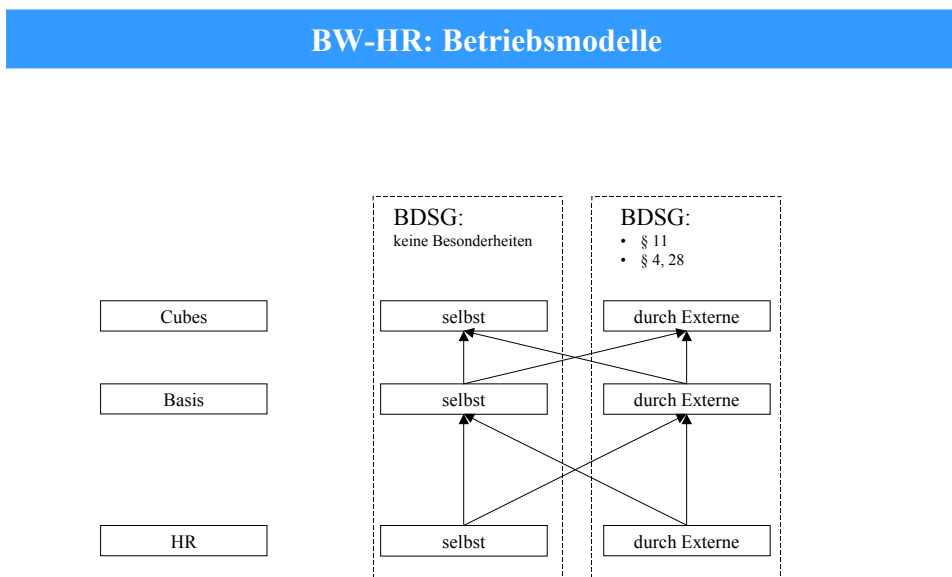 BW-HR: Betriebsmodelle
BDSG:
keine Besonderheiten
BDSG:
• § 11
• § 4, 28
Cubes
selbst
durch Externe
Basis
selbst
durch Externe
HR
selbst
durch Externe